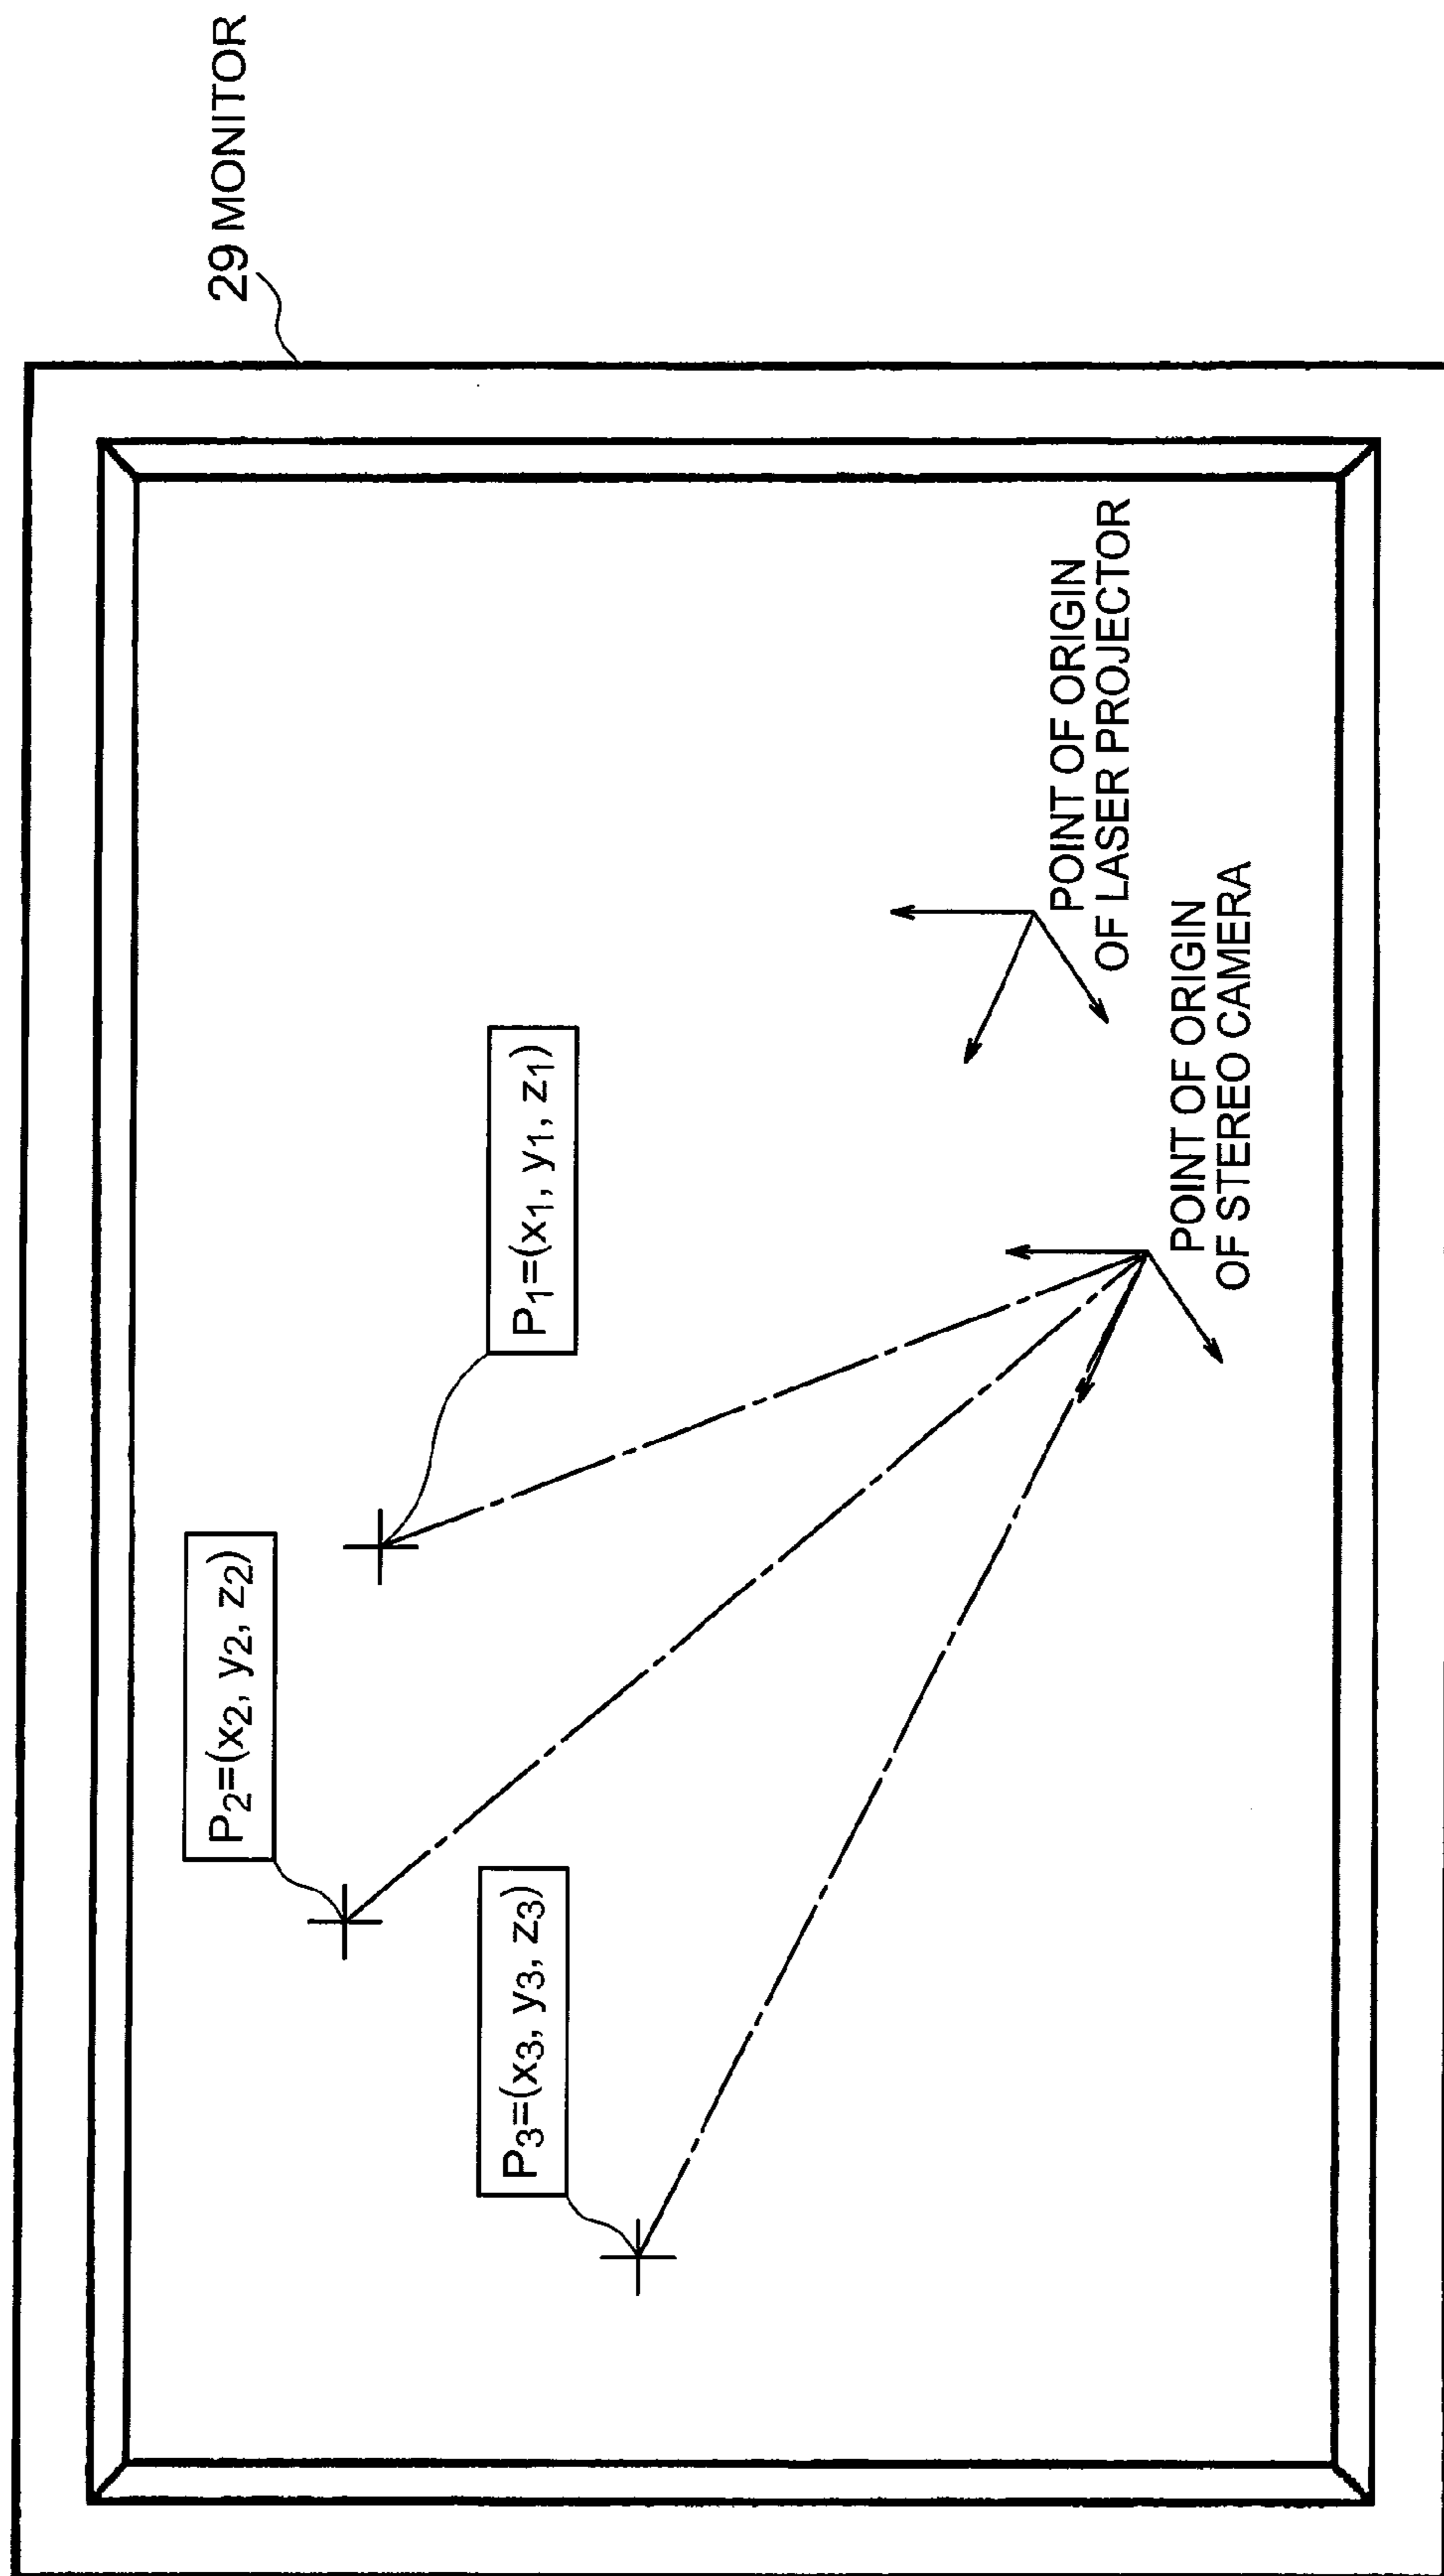 29 MONITOR
P₂=(x₂, y₂, z₂)
P₁=(x₁, y₁, z₁)
P₃=(x₃, y₃, z₃)
POINT OF ORIGIN
OF LASER PROJECTOR
POINT OF ORIGIN
OF STEREO CAMERA